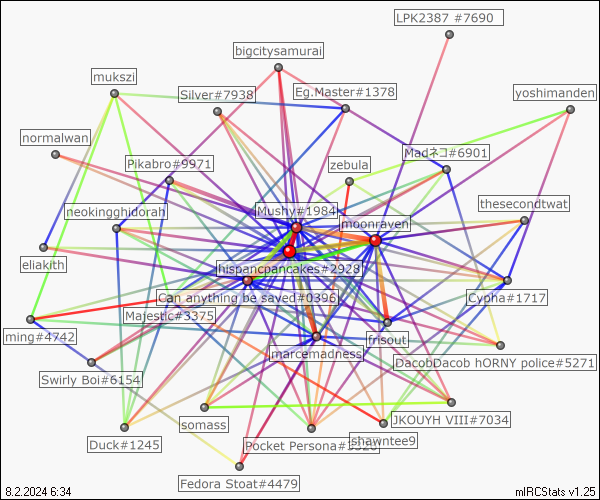 LPK2387 #7690
bigcitysamurai
mukszi
Silver#7938
Eg.Master#1378
yoshimanden
normalwan
Pikabro#9971
zebula
Madネコ#6901
neokingghidorah
Mushy#1984
moonraven
thesecondtwat
eliakith
hispancpancakes#2928
Can anything be saved#0396
Cypha#1717
Majestic#3375
ming#4742
frisout
marcemadness
DacobDacob hORNY police#5271
Swirly Boi#6154
somass
JKOUYH VIII#7034
Duck#1245
Pocket Persona#
shawntee9
Fedora Stoat#4479
8.2.2024 6:34
mIRCStats v1.25